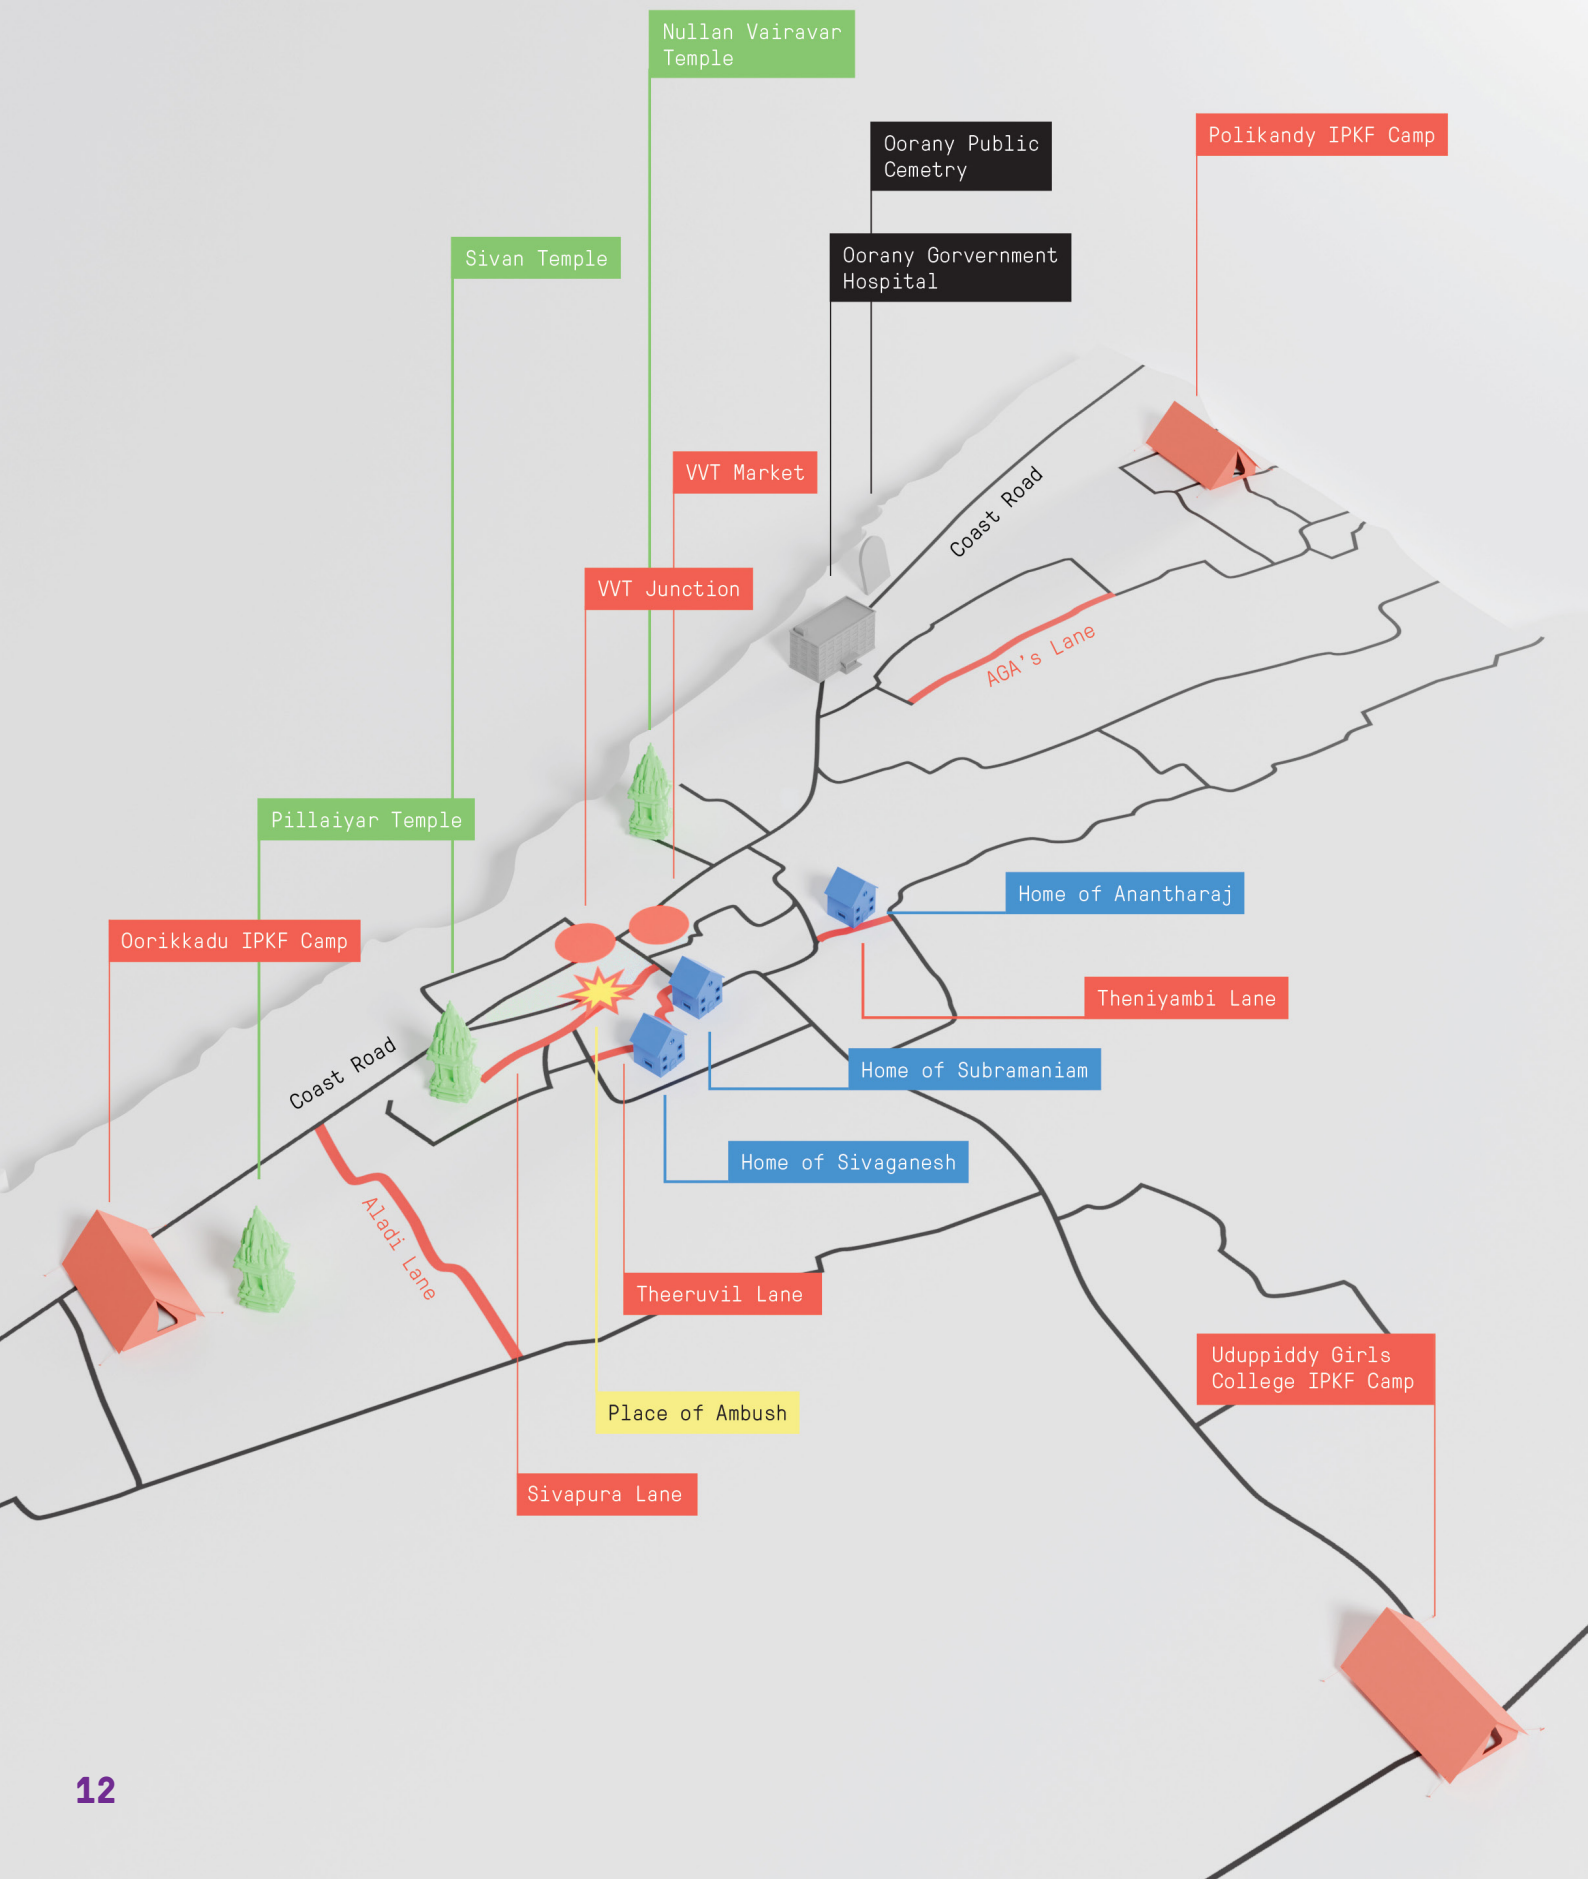 Nullan Vairavar
Temple
Oorany Public
Cemetry
Polikandy IPKF Camp
Sivan Temple
Oorany Gorvernment
Hospital
VVT Market
Coast Road
VVT Junction
AGA's Lane
Pillaiyar Temple
Home of Anantharaj
Oorikkadu IPKF Camp
Theniyambi Lane
Coast Road
Home of Subramaniam
Home of Sivaganesh
Aladi Lane
Theeruvil Lane
Uduppiddy Girls
College IPKF Camp
Place of Ambush
Sivapura Lane
12